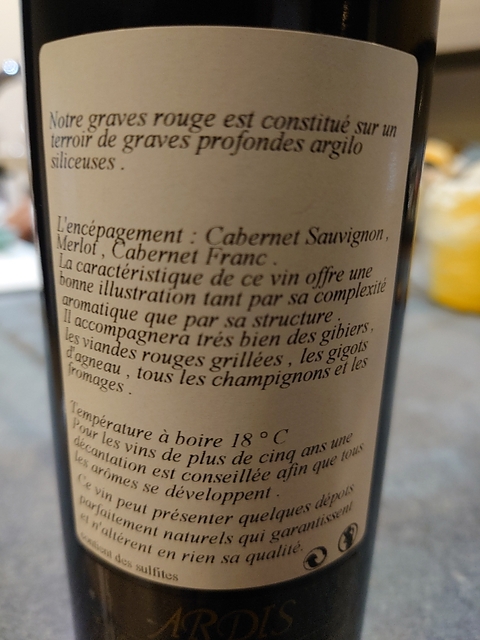 Notre graves rouge est constitué sur un
terroir de graves profondes argilo
siliceuses .
L'encépagement : Cabernet Sauvignon ,
Merlot , Cabernet Franc .
La caractéristique de ce vin offre une
bonne illustration tant par sa complexité
aromatique que par sa structure .
Il accompagnera trés bien des gibiers ,
les viandes rouges grillées , les gigots
d'agneau , tous les champignons et les
fromages .
Température à boire 18 ° C
Pour les vins de plus de cinq ans une
décantation est conseillée afin que tous
les arômes se développent .
Ce vin peut présenter quelques dépots
parfaitement naturels qui garantissent
et n'altérent en rien sa qualité.
contient des sulfites
ARDIS